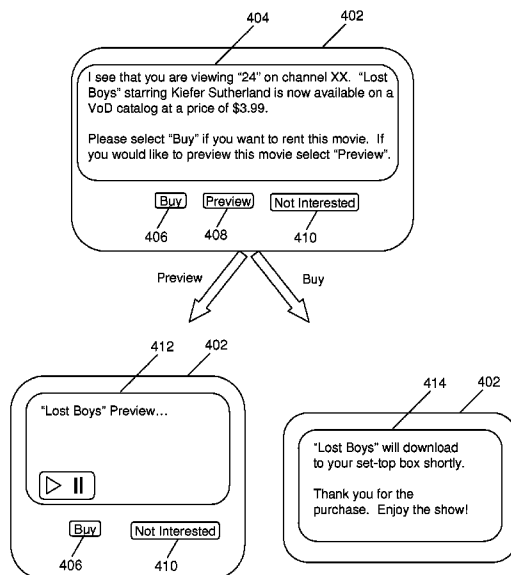 404
402
I see that you are viewing "24" on channel XX. "Lost
Boys" starring Kiefer Sutherland is now available on a
VoD catalog at a price of $3.99.
Please select "Buy" if you want to rent this movie. If
you would like to preview this movie select "Preview".
Buy
Preview
Not Interested
406
408
410
Preview
Buy
412
402
"Lost Boys" Preview...
Buy
Not Interested
406
410
414
402
"Lost Boys" will download
to your set-top box shortly.
Thank you for the
purchase. Enjoy the show!